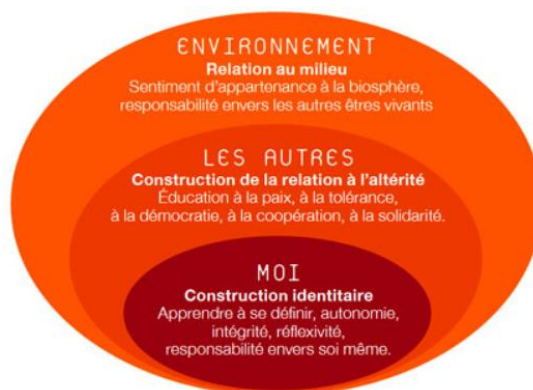 ENVIRONNEMENT
Relation au milieu
Sentiment d'appartenance à la biosphère,
responsabilité envers les autres êtres vivants
LES AUTRES
Construction de la relation à l'altérité
Éducation à la paix, à la tolérance,
à la démocratie, à la coopération, à la solidarité.
MOI
Construction identitaire
Apprendre à se définir, autonomie,
intégrité, réflexivité,
responsabilité envers soi même.